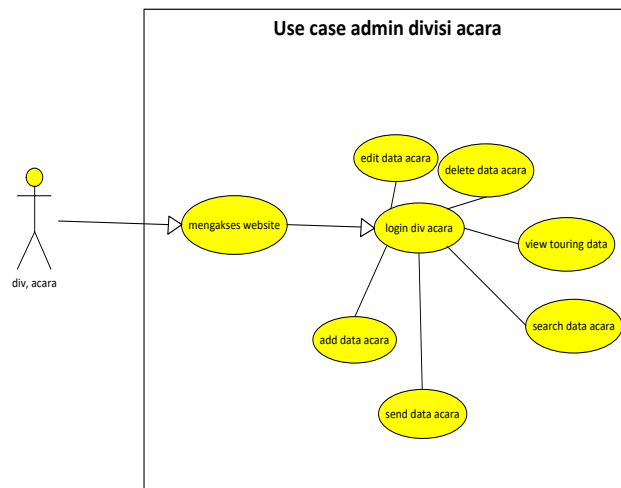 Use case admin divisi acara
edit data acara
delete data acara
mengakses website
login div acara
view touring data
div, acara
search data acara
add data acara
send data acara